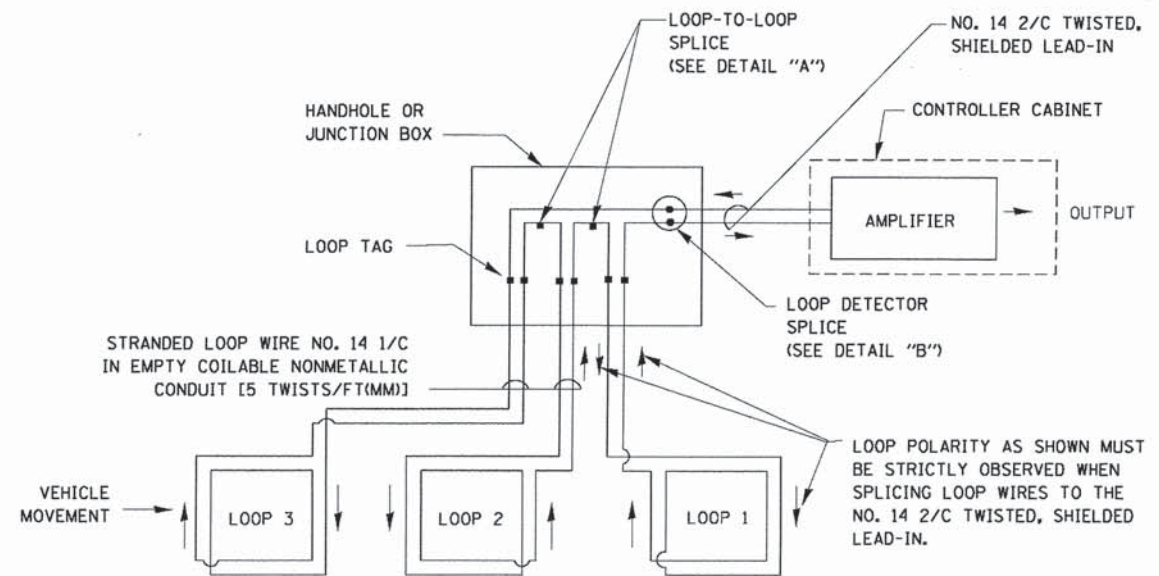 LOOP-TO-LOOP
SPLICE
(SEE DETAIL "A")
NO. 14 2/C TWISTED,
SHIELDED LEAD-IN
HANDHOLE OR
JUNCTION BOX
CONTROLLER CABINET
AMPLIFIER
OUTPUT
LOOP TAG
LOOP DETECTOR
SPLICE
(SEE DETAIL "B")
STRANDED LOOP WIRE NO. 14 1/C
IN EMPTY COILABLE NONMETALLIC
CONDUIT [5 TWISTS/FT(MM)]
LOOP POLARITY AS SHOWN MUST
BE STRICTLY OBSERVED WHEN
SPLICING LOOP WIRES TO THE
NO. 14 2/C TWISTED, SHIELDED
LEAD-IN.
VEHICLE
MOVEMENT
LOOP 3
LOOP 2
LOOP 1